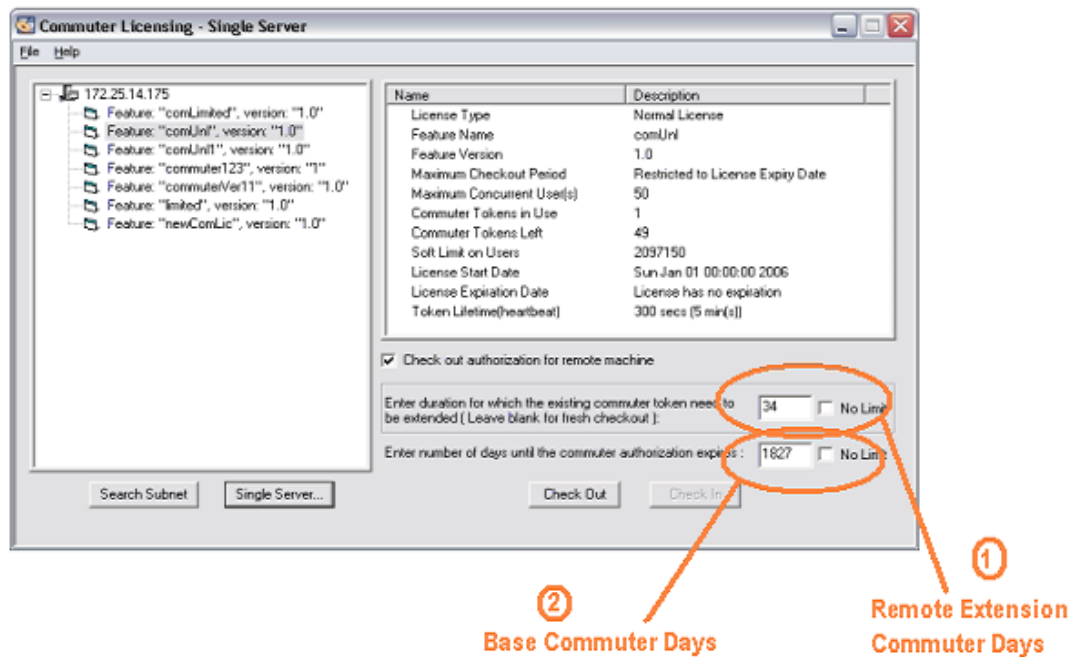 Commuter Licensing - Single Server
File Help
172.25.14.175
Feature: "comLimited", version: "1.0"
Feature: "comUnl", version: "1.0"
Feature: "comUnl1", version: "1.0"
Feature: "commuter123", version: "1"
Feature: "commuterVer11", version: "1.0"
Feature: "limited", version: "1.0"
Feature: "newComLic", version: "1.0"
Name Description
License Type Normal License
Feature Name comUnl
Feature Version 1.0
Maximum Checkout Period Restricted to License Expiry Date
Maximum Concurrent User(s) 50
Commuter Tokens in Use 1
Commuter Tokens Left 49
Soft Limit on Users 2097150
License Start Date Sun Jan 01 00:00:00 2006
License Expiration Date License has no expiration
Token Lifetime(heartbeat) 300 secs (5 min(s))
Check out authorization for remote machine
Enter duration for which the existing commuter token need to
be extended ( Leave blank for fresh checkout ):
34 No Limit
Enter number of days until the commuter authorization expires : 1827 No Limit
Search Subnet Single Server... Check Out Check In
1
Remote Extension
Commuter Days
2
Base Commuter Days